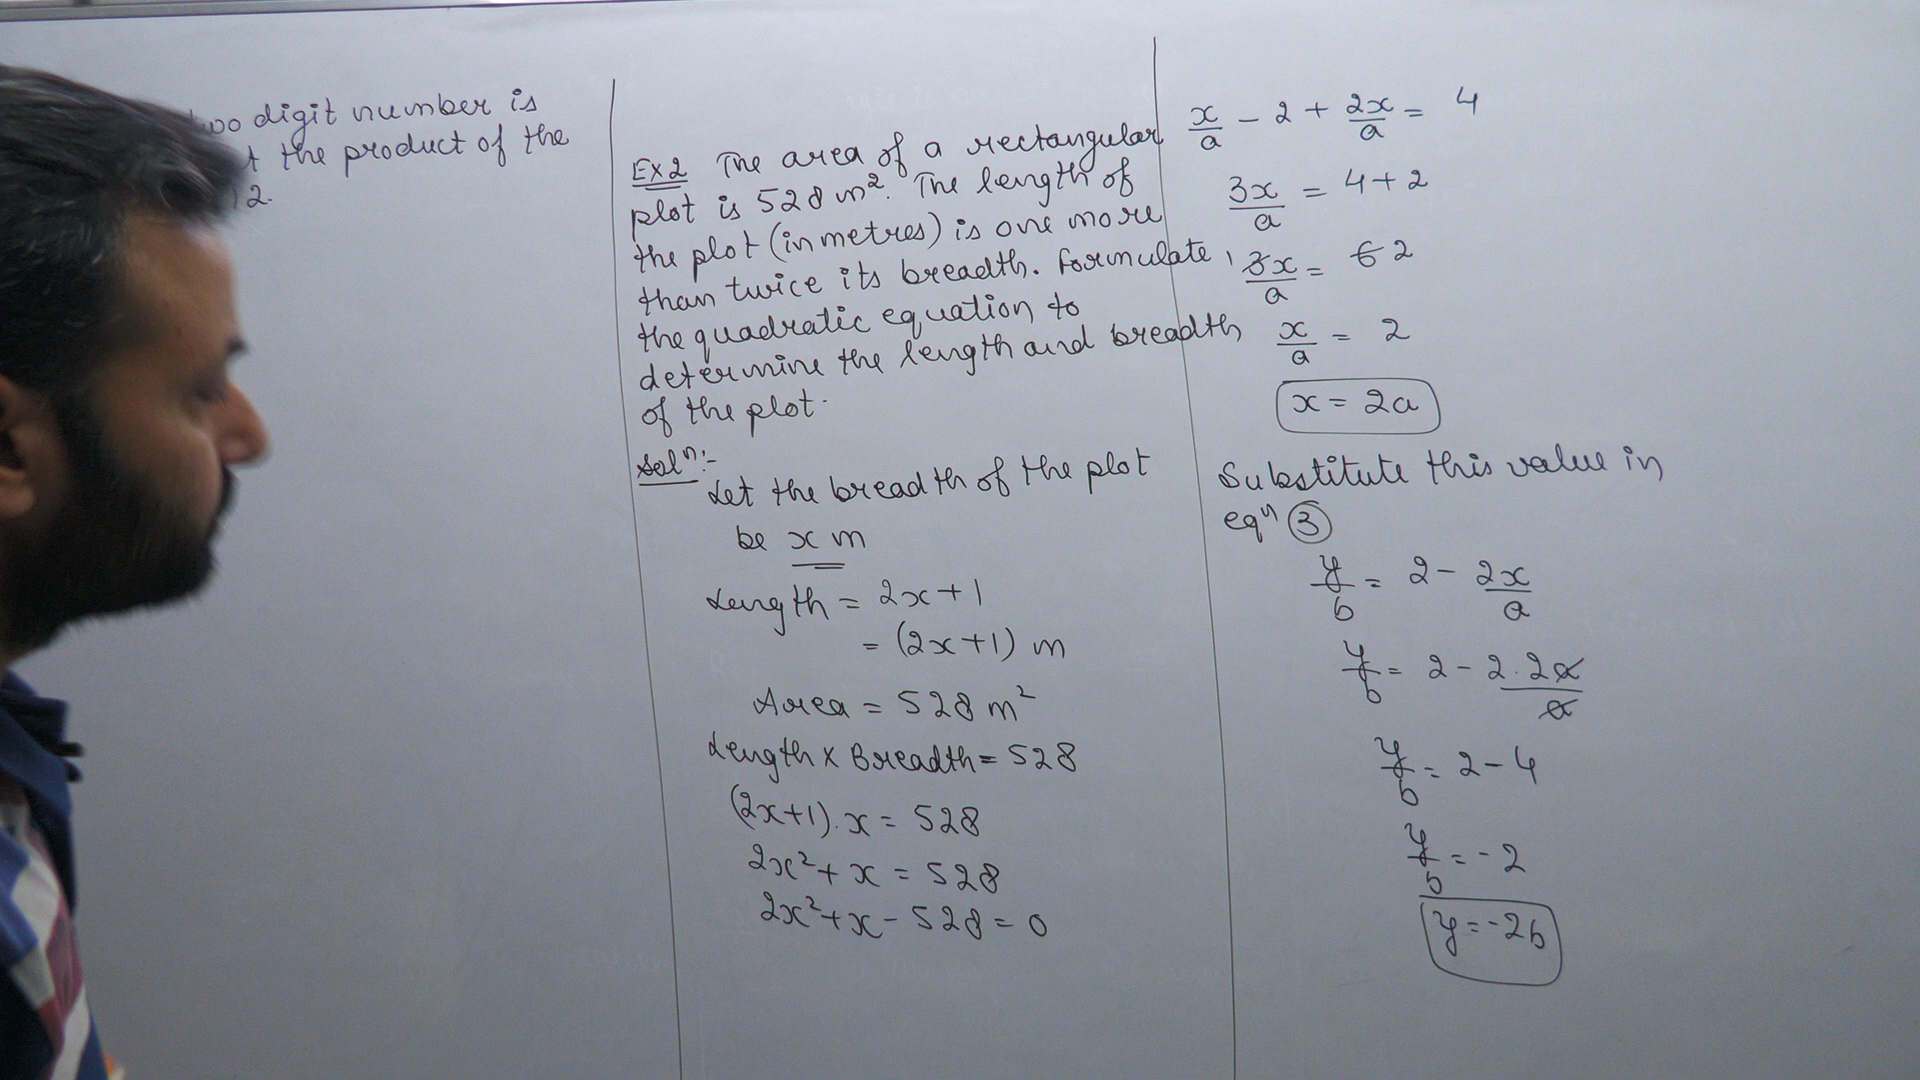 two digit number is
the product of the
12.
Ex2 The area of a rectangular
plot is 528 m². The length of
the plot (in metres) is one more
than twice its breadth. Formulate
the quadratic equation to
determine the length and breadth
of the plot.
Solⁿ:-
Let the breadth of the plot
be x m
Length = 2x+1
= (2x+1) m
Area = 528 m²
Length x Breadth = 528
(2x+1).x = 528
2x²+x = 528
2x²+x-528=0
x/a - 2 + 2x/a = 4
3x/a = 4+2
3x/a = 6 2
x/a = 2
x = 2a
Substitute this value in
eqⁿ ③
y/b = 2 - 2x/a
y/b = 2 - 2.2a/a
y/b = 2-4
y/b = -2
y = -2b